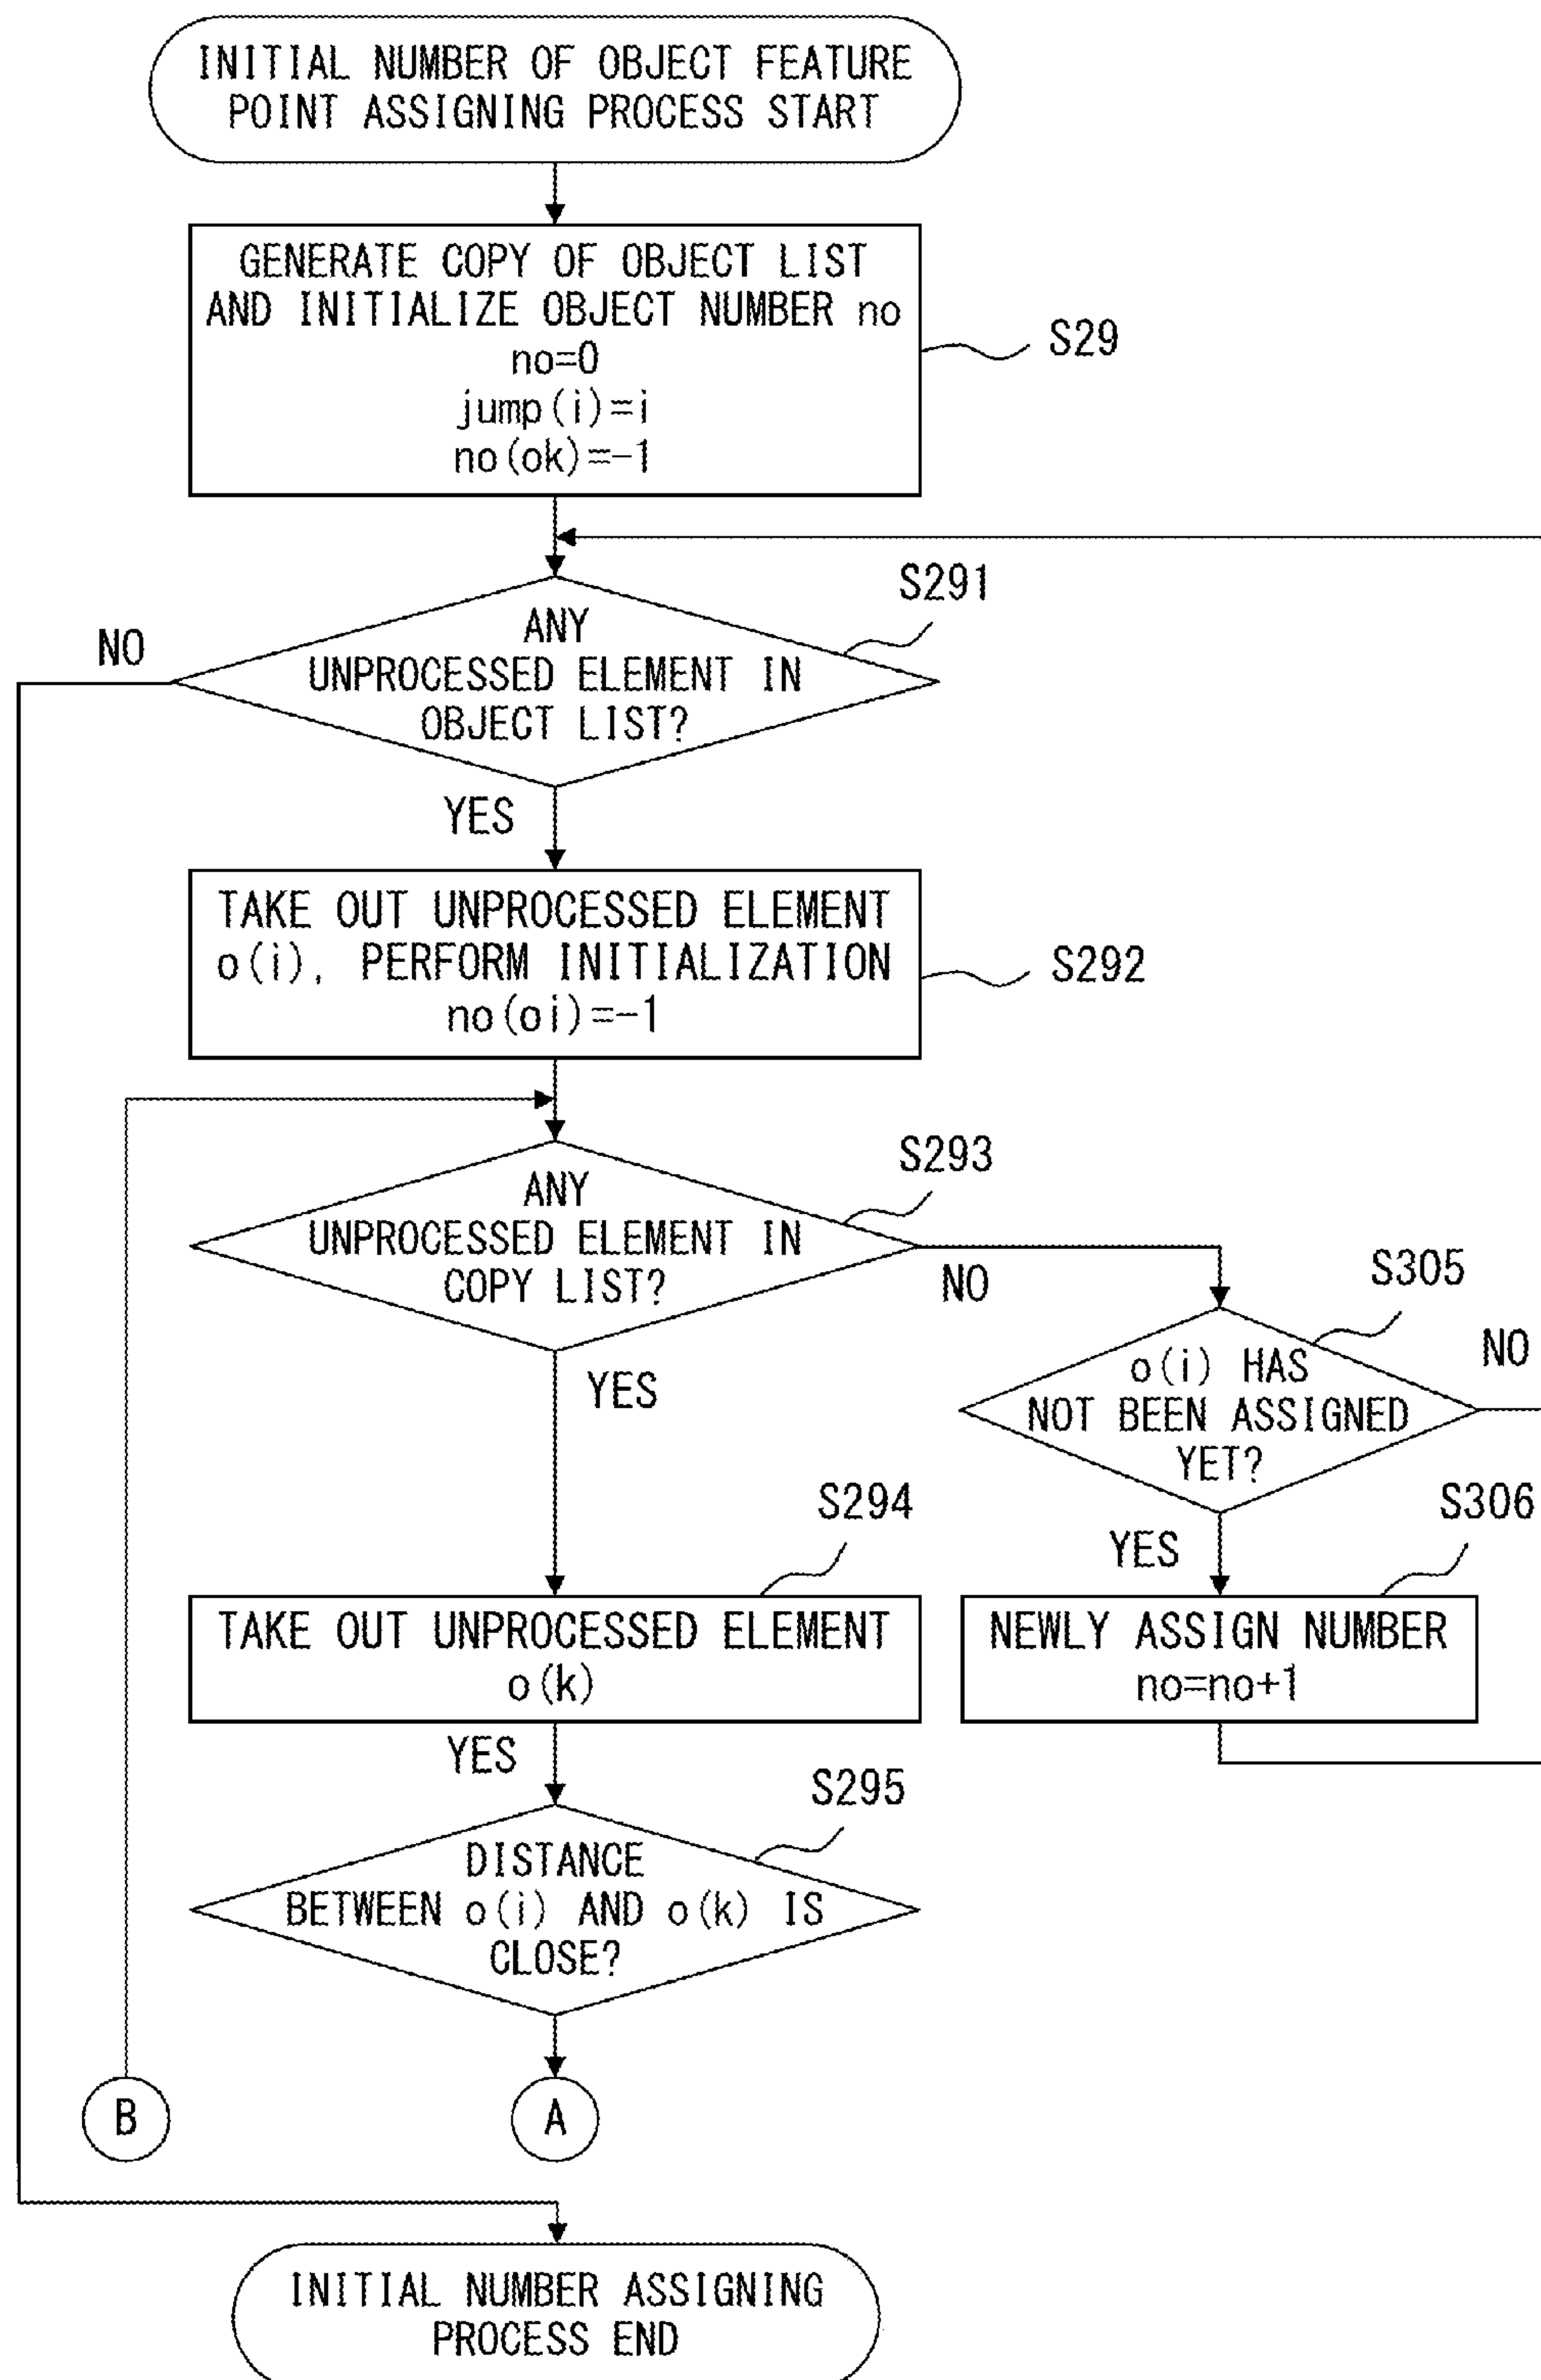 INITIAL NUMBER OF OBJECT FEATURE
POINT ASSIGNING PROCESS START
GENERATE COPY OF OBJECT LIST
AND INITIALIZE OBJECT NUMBER no
no=0
jump(i)=i
no(ok)=-1
S29
S291
NO
ANY
UNPROCESSED ELEMENT IN
OBJECT LIST?
YES
TAKE OUT UNPROCESSED ELEMENT
o(i), PERFORM INITIALIZATION
no(oi)=-1
S292
S293
ANY
UNPROCESSED ELEMENT IN
COPY LIST?
NO
YES
S305
NO
o(i) HAS
NOT BEEN ASSIGNED
YET?
YES
S294
S306
TAKE OUT UNPROCESSED ELEMENT
o(k)
NEWLY ASSIGN NUMBER
no=no+1
YES
S295
DISTANCE
BETWEEN o(i) AND o(k) IS
CLOSE?
B
A
INITIAL NUMBER ASSIGNING
PROCESS END